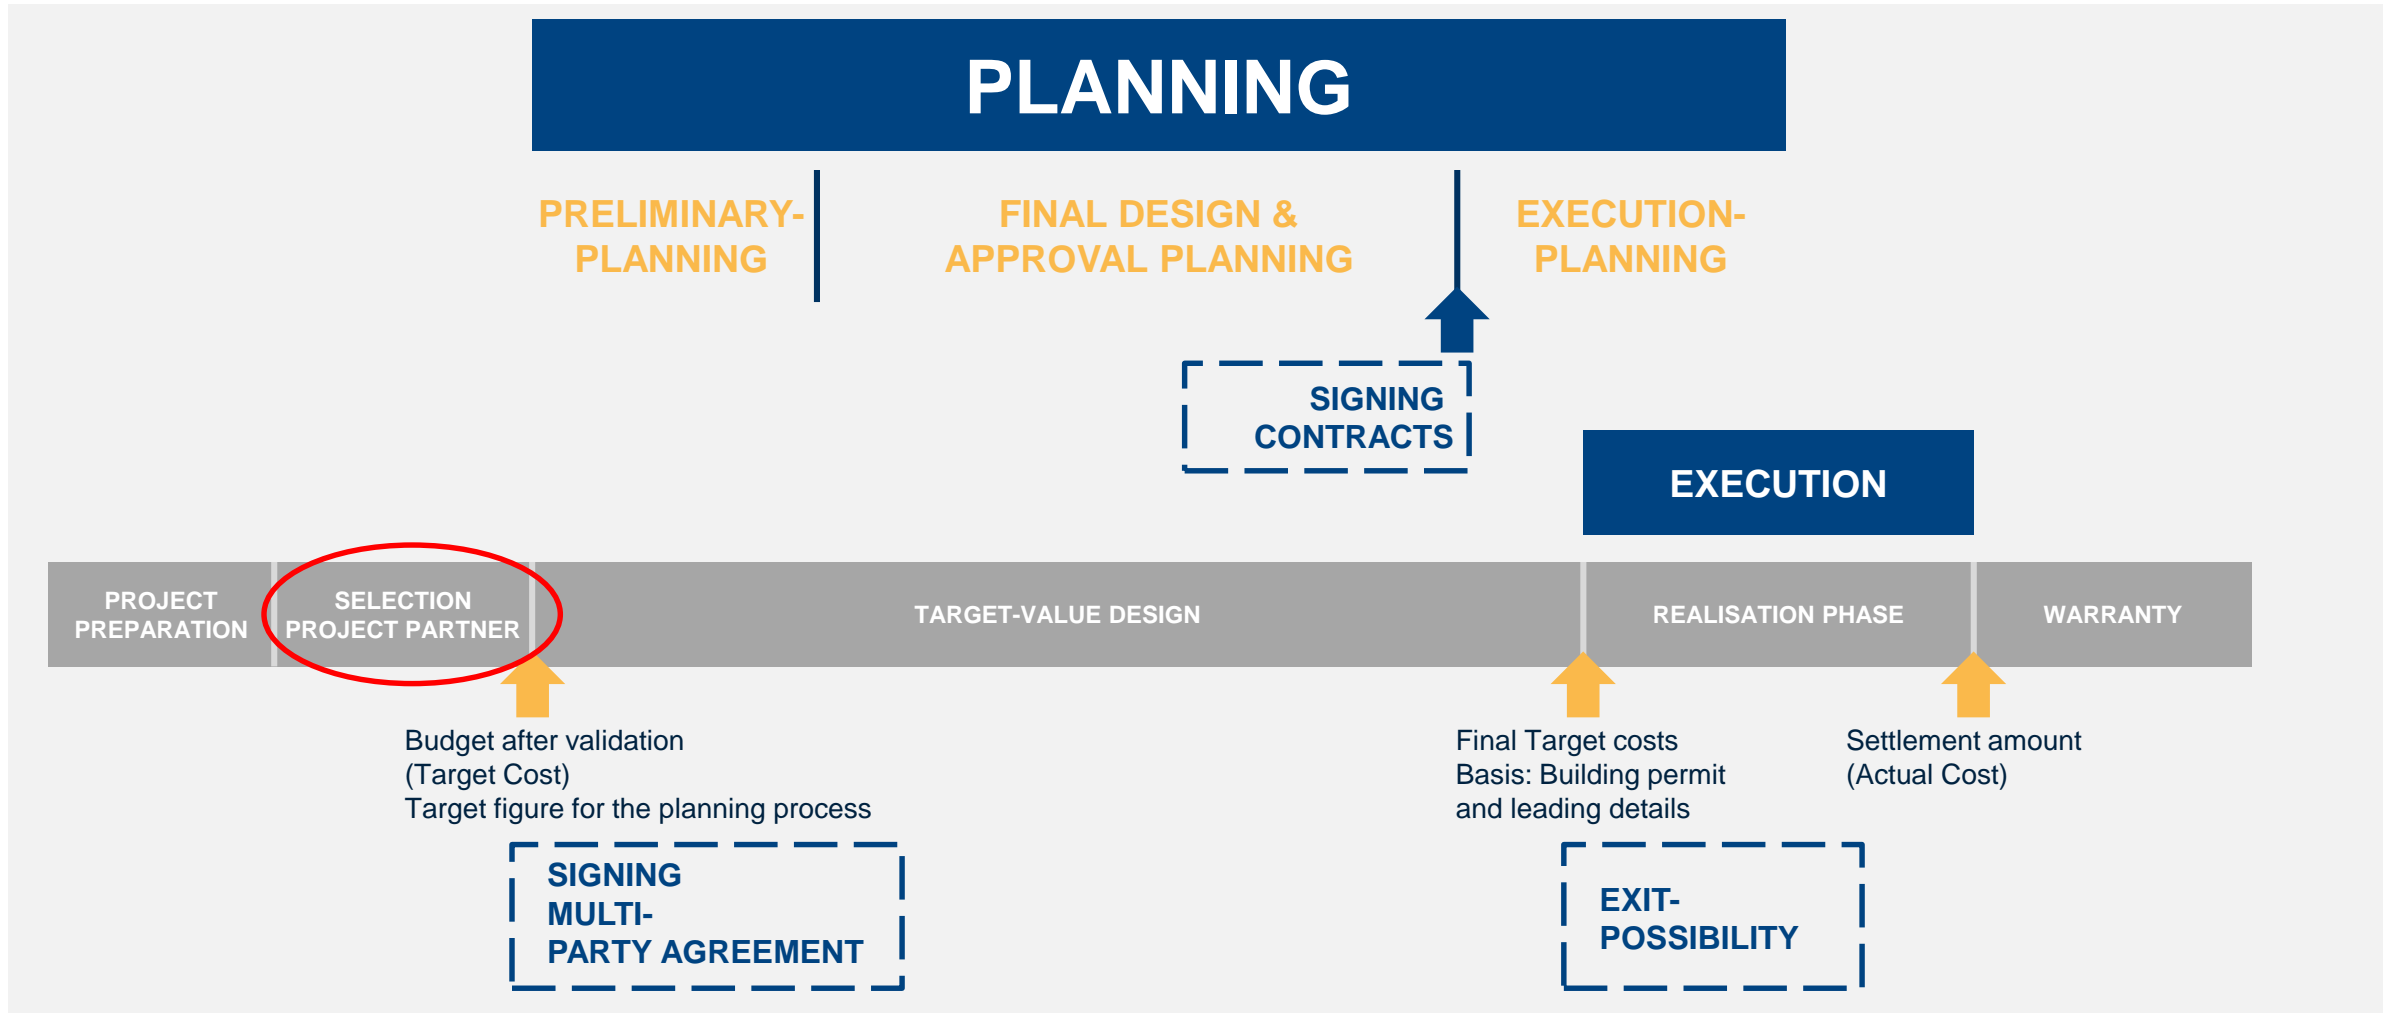 PLANNING
PRELIMINARY-
PLANNING
FINAL DESIGN &
APPROVAL PLANNING
EXECUTION-
PLANNING
SIGNING
CONTRACTS
EXECUTION
PROJECT
PREPARATION
SELECTION
PROJECT PARTNER
TARGET-VALUE DESIGN
REALISATION PHASE
WARRANTY
Budget after validation
(Target Cost)
Target figure for the planning process
Final Target costs
Basis: Building permit
and leading details
Settlement amount
(Actual Cost)
SIGNING
MULTI-
PARTY AGREEMENT
EXIT-
POSSIBILITY